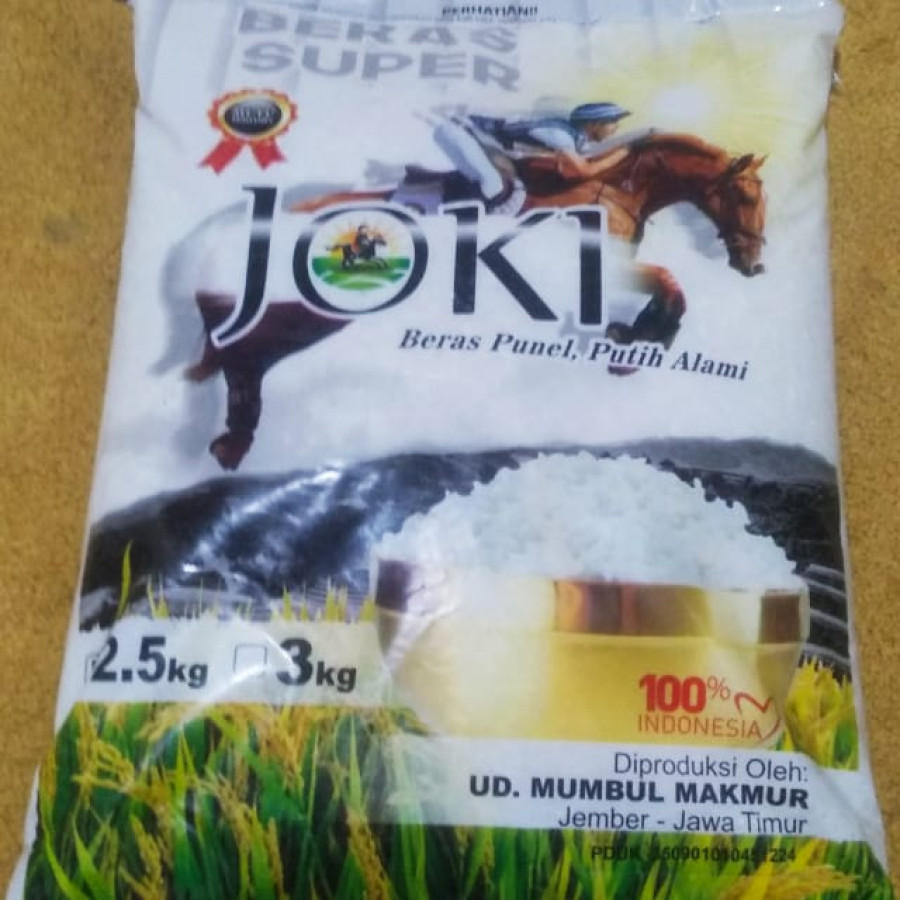 PERHATIAN!!
BERAS
SUPER
JOKI
Beras Punel, Putih Alami
2.5kg
3kg
100%
INDONESIA
Diproduksi Oleh:
UD. MUMBUL MAKMUR
Jember - Jawa Timur